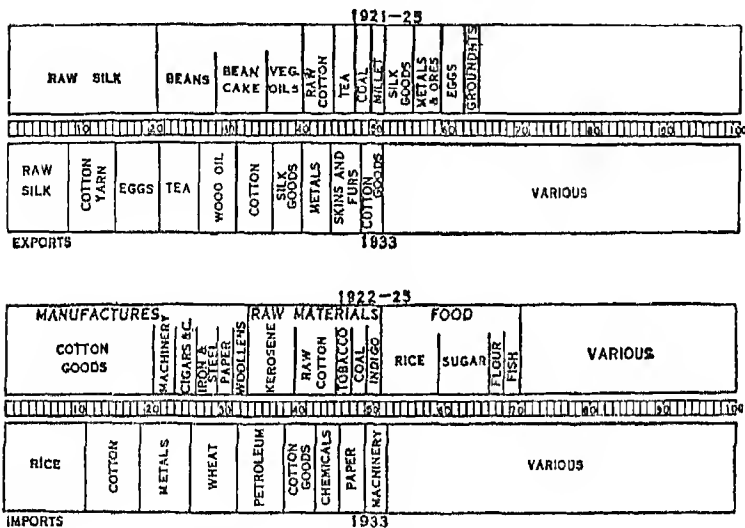 1921-25
RAW SILK BEANS BEAN CAKE VEG. OILS RAW COTTON TEA COAL MILLET SILK GOODS METALS & ORES EGGS GROUNDNTS
10 20 30 40 50 60 70 80 90 100
RAW SILK COTTON YARN EGGS TEA WOOD OIL COTTON SILK GOODS METALS SKINS AND FURS COTTON GOODS VARIOUS
EXPORTS 1933
1922-25
MANUFACTURES RAW MATERIALS FOOD
COTTON GOODS MACHINERY CIGARS &C. IRON & STEEL PAPER WOOLLENS KEROSENE RAW COTTON TOBACCO COAL INDIGO RICE SUGAR FLOUR FISH VARIOUS
10 20 30 40 50 60 70 80 90 100
RICE COTTON METALS WHEAT PETROLEUM COTTON GOODS CHEMICALS PAPER MACHINERY VARIOUS
IMPORTS 1933